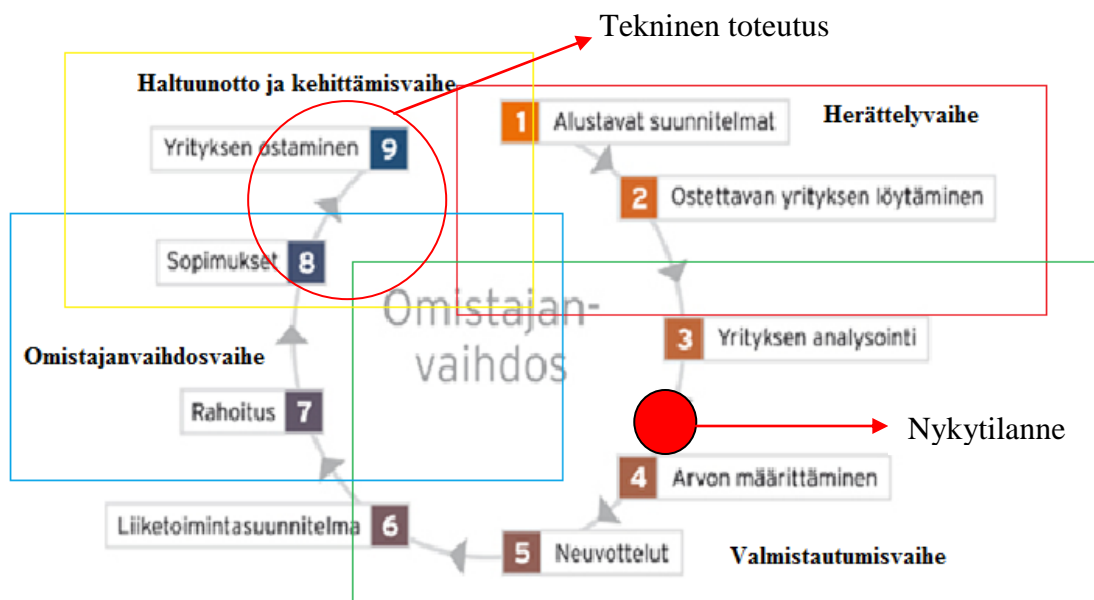 Tekninen toteutus
Haltuunotto ja kehittämisvaihe
Herättelyvaihe
1 Alustavat suunnitelmat
Yrityksen ostaminen 9
2 Ostettavan yrityksen löytäminen
Sopimukset 8
Omistajan-
vaihdos
3 Yrityksen analysointi
Omistajanvaihdosvaihe
Rahoitus 7
Nykytilanne
4 Arvon määrittäminen
Liiketoimintasuunnitelma 6
5 Neuvottelut
Valmistautumisvaihe